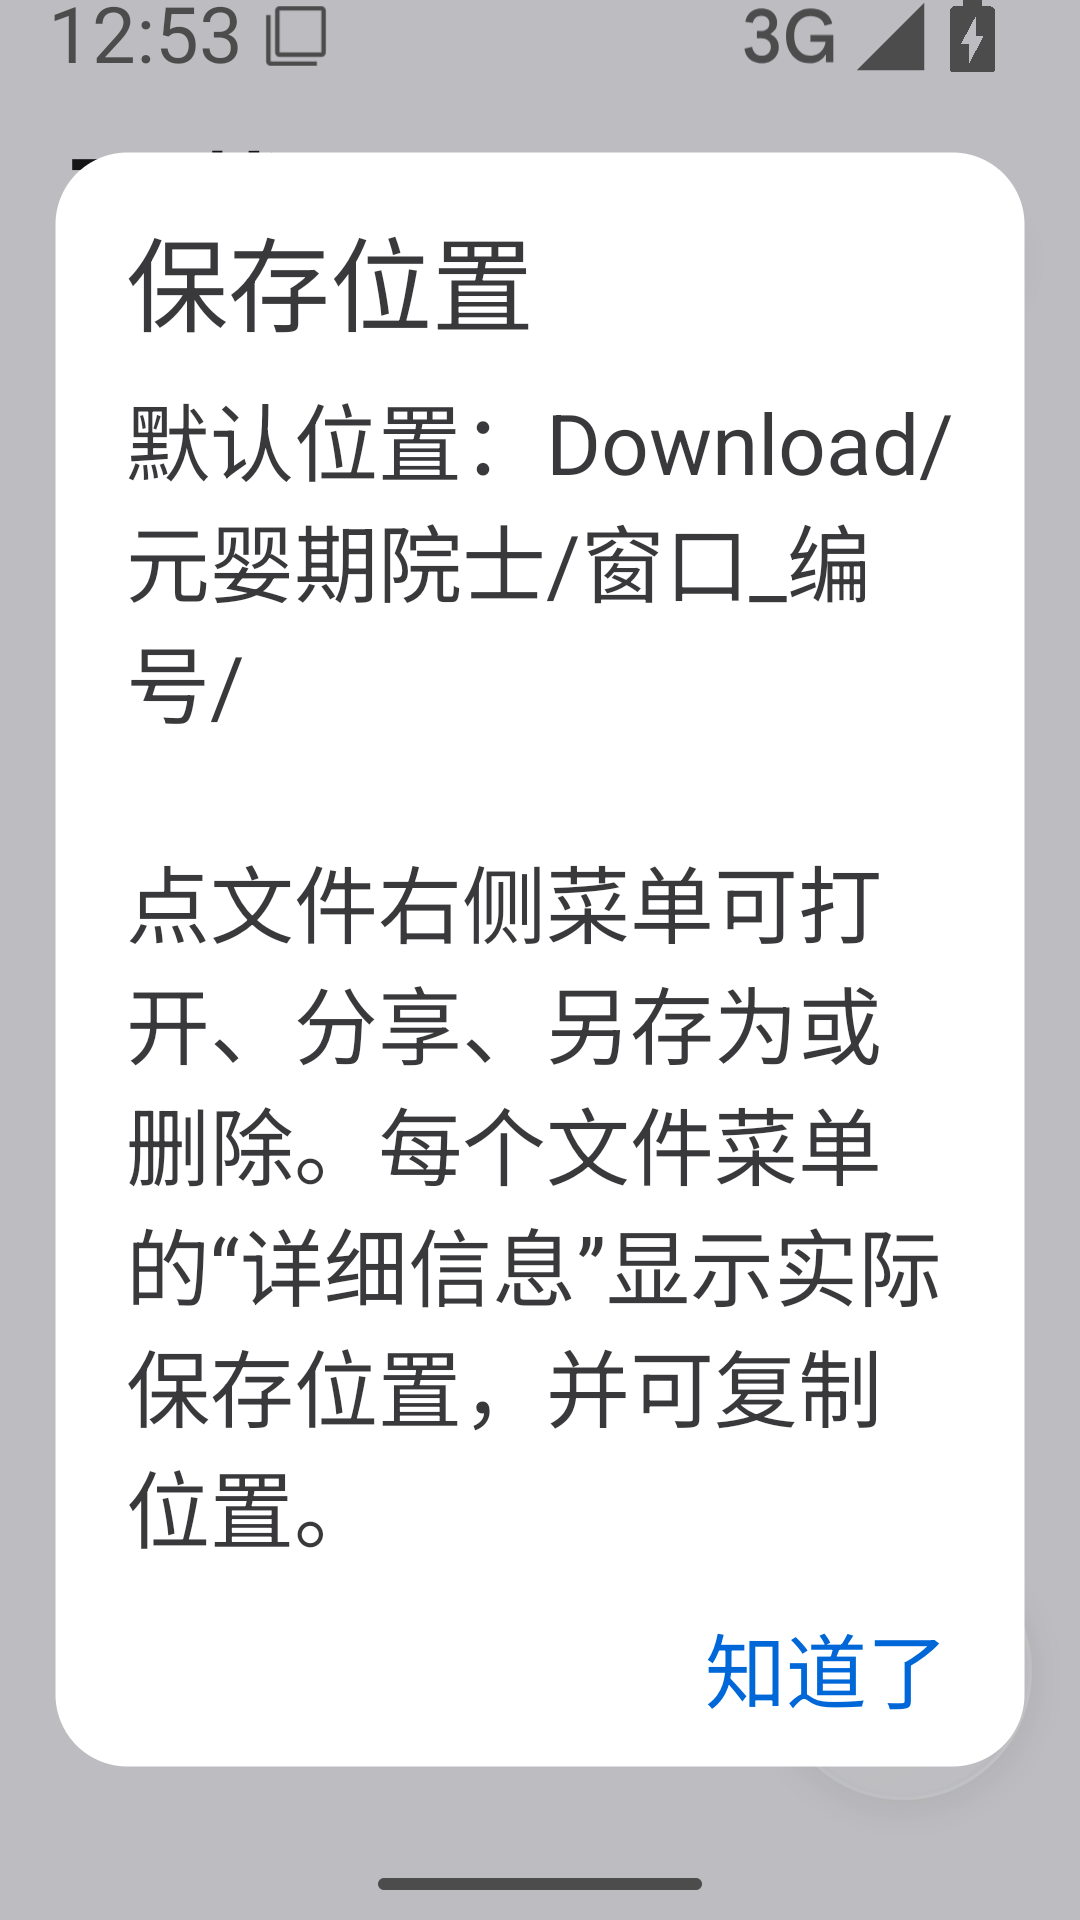 12:53 3G
保存位置
默认位置：Download/
元婴期院士/窗口_编
号/
点文件右侧菜单可打
开、分享、另存为或
删除。每个文件菜单
的“详细信息”显示实际
保存位置，并可复制
位置。
知道了